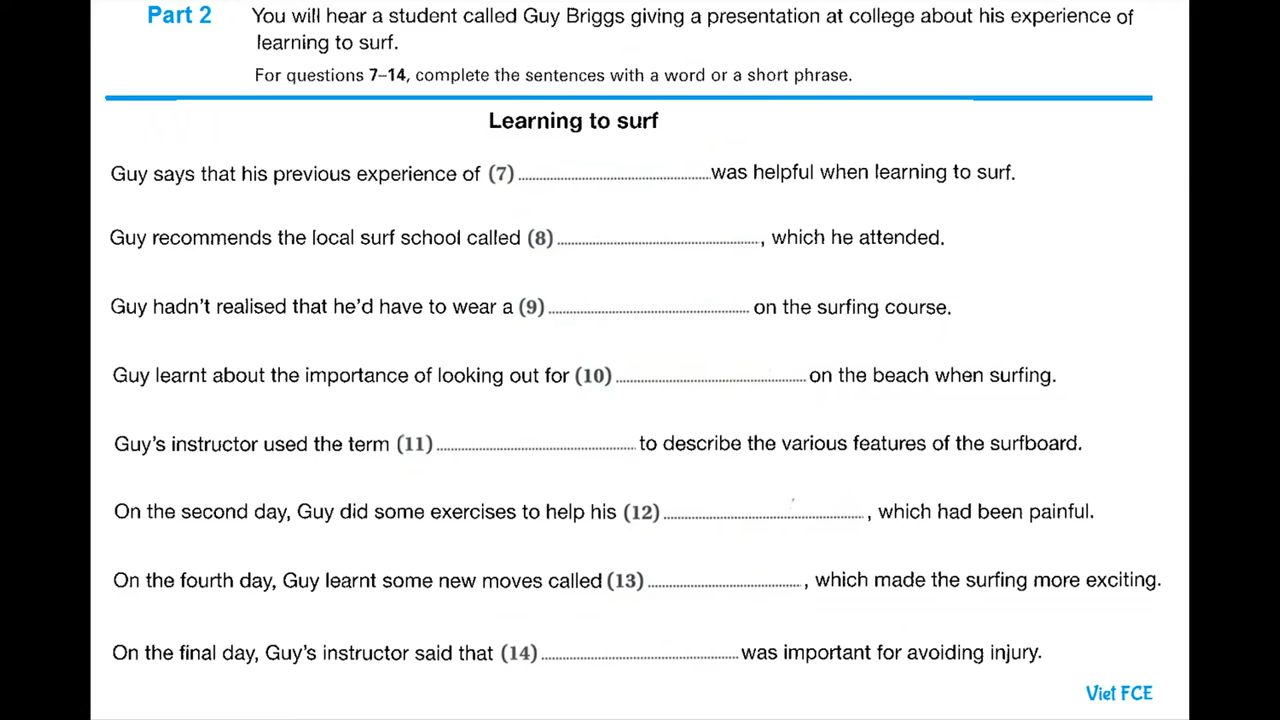 Part 2 You will hear a student called Guy Briggs giving a presentation at college about his experience of
learning to surf.
For questions 7–14, complete the sentences with a word or a short phrase.
Learning to surf
Guy says that his previous experience of (7) .......................................... was helpful when learning to surf.
Guy recommends the local surf school called (8) .......................................... , which he attended.
Guy hadn't realised that he'd have to wear a (9) .......................................... on the surfing course.
Guy learnt about the importance of looking out for (10) .......................................... on the beach when surfing.
Guy's instructor used the term (11) .......................................... to describe the various features of the surfboard.
On the second day, Guy did some exercises to help his (12) .......................................... , which had been painful.
On the fourth day, Guy learnt some new moves called (13) .................................. , which made the surfing more exciting.
On the final day, Guy's instructor said that (14) .......................................... was important for avoiding injury.
Viet FCE